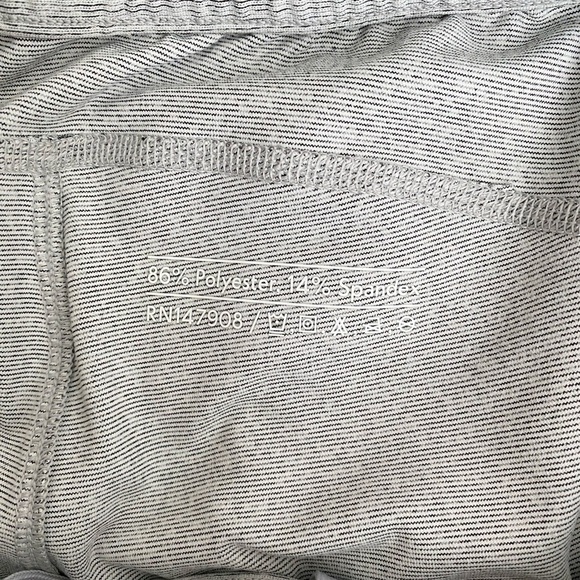 86% Polyester, 14% Spandex
RN147908 /